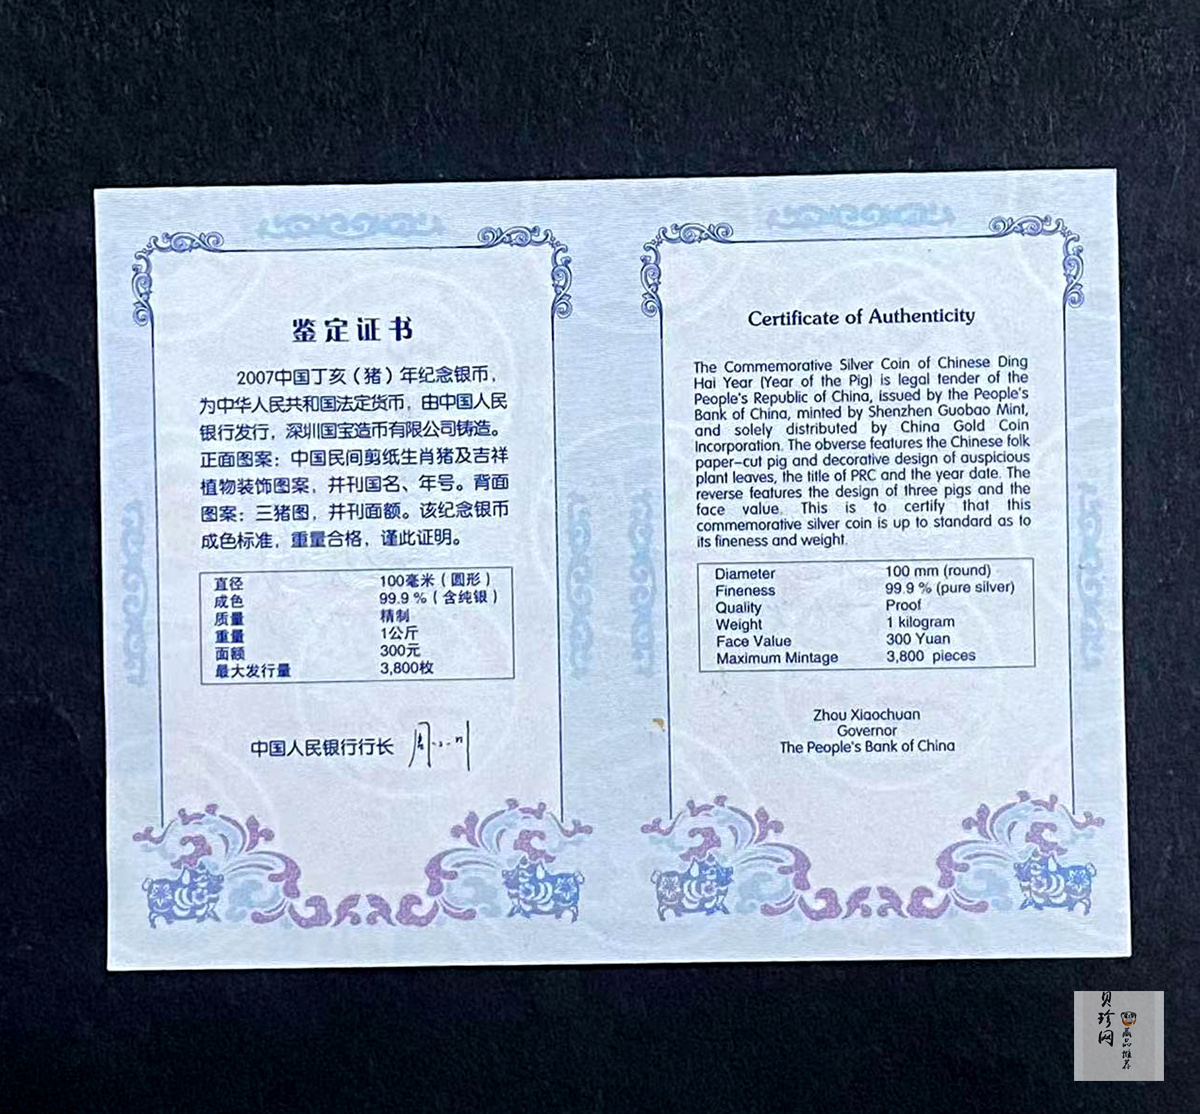 鉴定证书
2007中国丁亥（猪）年纪念银币，
为中华人民共和国法定货币，由中国人民
银行发行，深圳国宝造币有限公司铸造。
正面图案：中国民间剪纸生肖猪及吉祥
植物装饰图案，并刊国名、年号。背面
图案：三猪图，并刊面额。该纪念银币
成色标准，重量合格，谨此证明。
直径 100毫米（圆形）
成色 99.9 %（含纯银）
质量 精制
重量 1公斤
面额 300元
最大发行量 3,800枚
中国人民银行行长
Certificate of Authenticity
The Commemorative Silver Coin of Chinese Ding
Hai Year (Year of the Pig) is legal tender of the
People's Republic of China, issued by the People's
Bank of China, minted by Shenzhen Guobao Mint,
and solely distributed by China Gold Coin
Incorporation. The obverse features the Chinese folk
paper-cut pig and decorative design of auspicious
plant leaves, the title of PRC and the year date. The
reverse features the design of three pigs and the
face value. This is to certify that this
commemorative silver coin is up to standard as to
its fineness and weight.
Diameter 100 mm (round)
Fineness 99.9 % (pure silver)
Quality Proof
Weight 1 kilogram
Face Value 300 Yuan
Maximum Mintage 3,800 pieces
Zhou Xiaochuan
Governor
The People's Bank of China
贝珍网
藏品推荐